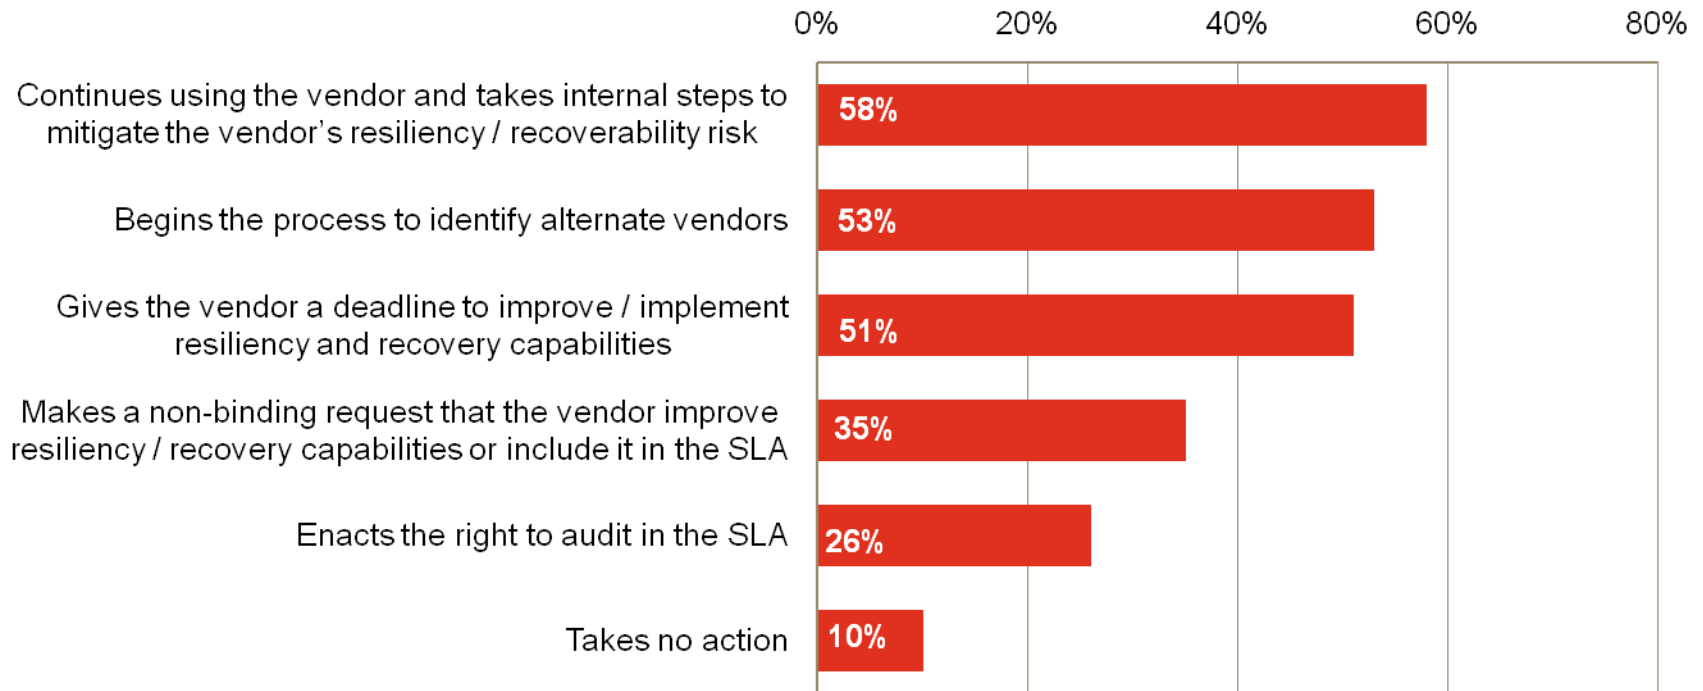 0% 20% 40% 60% 80%
Continues using the vendor and takes internal steps to
mitigate the vendor’s resiliency / recoverability risk
58%
Begins the process to identify alternate vendors
53%
Gives the vendor a deadline to improve / implement
resiliency and recovery capabilities
51%
Makes a non-binding request that the vendor improve
resiliency / recovery capabilities or include it in the SLA
35%
Enacts the right to audit in the SLA
26%
Takes no action
10%